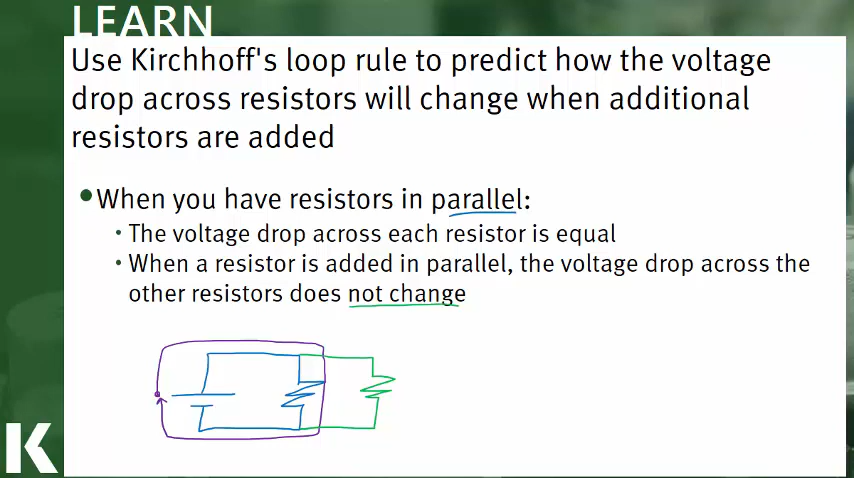 LEARN
Use Kirchhoff's loop rule to predict how the voltage
drop across resistors will change when additional
resistors are added
•When you have resistors in parallel:
• The voltage drop across each resistor is equal
• When a resistor is added in parallel, the voltage drop across the
other resistors does not change
K